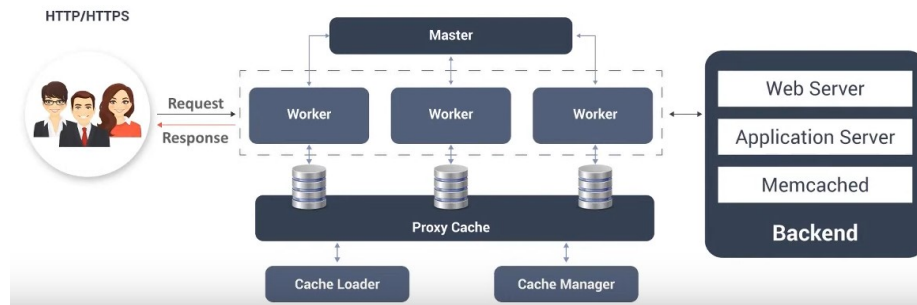 HTTP/HTTPS
Master
Request
Response
Worker
Worker
Worker
Proxy Cache
Cache Loader
Cache Manager
Web Server
Application Server
Memcached
Backend